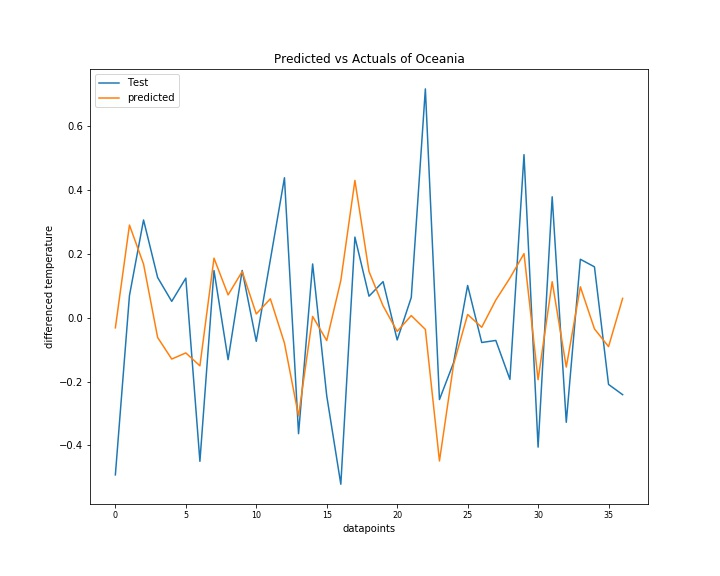 Predicted vs Actuals of Oceania
Test
predicted
differenced temperature
0.6
0.4
0.2
0.0
−0.2
−0.4
0 5 10 15 20 25 30 35
datapoints